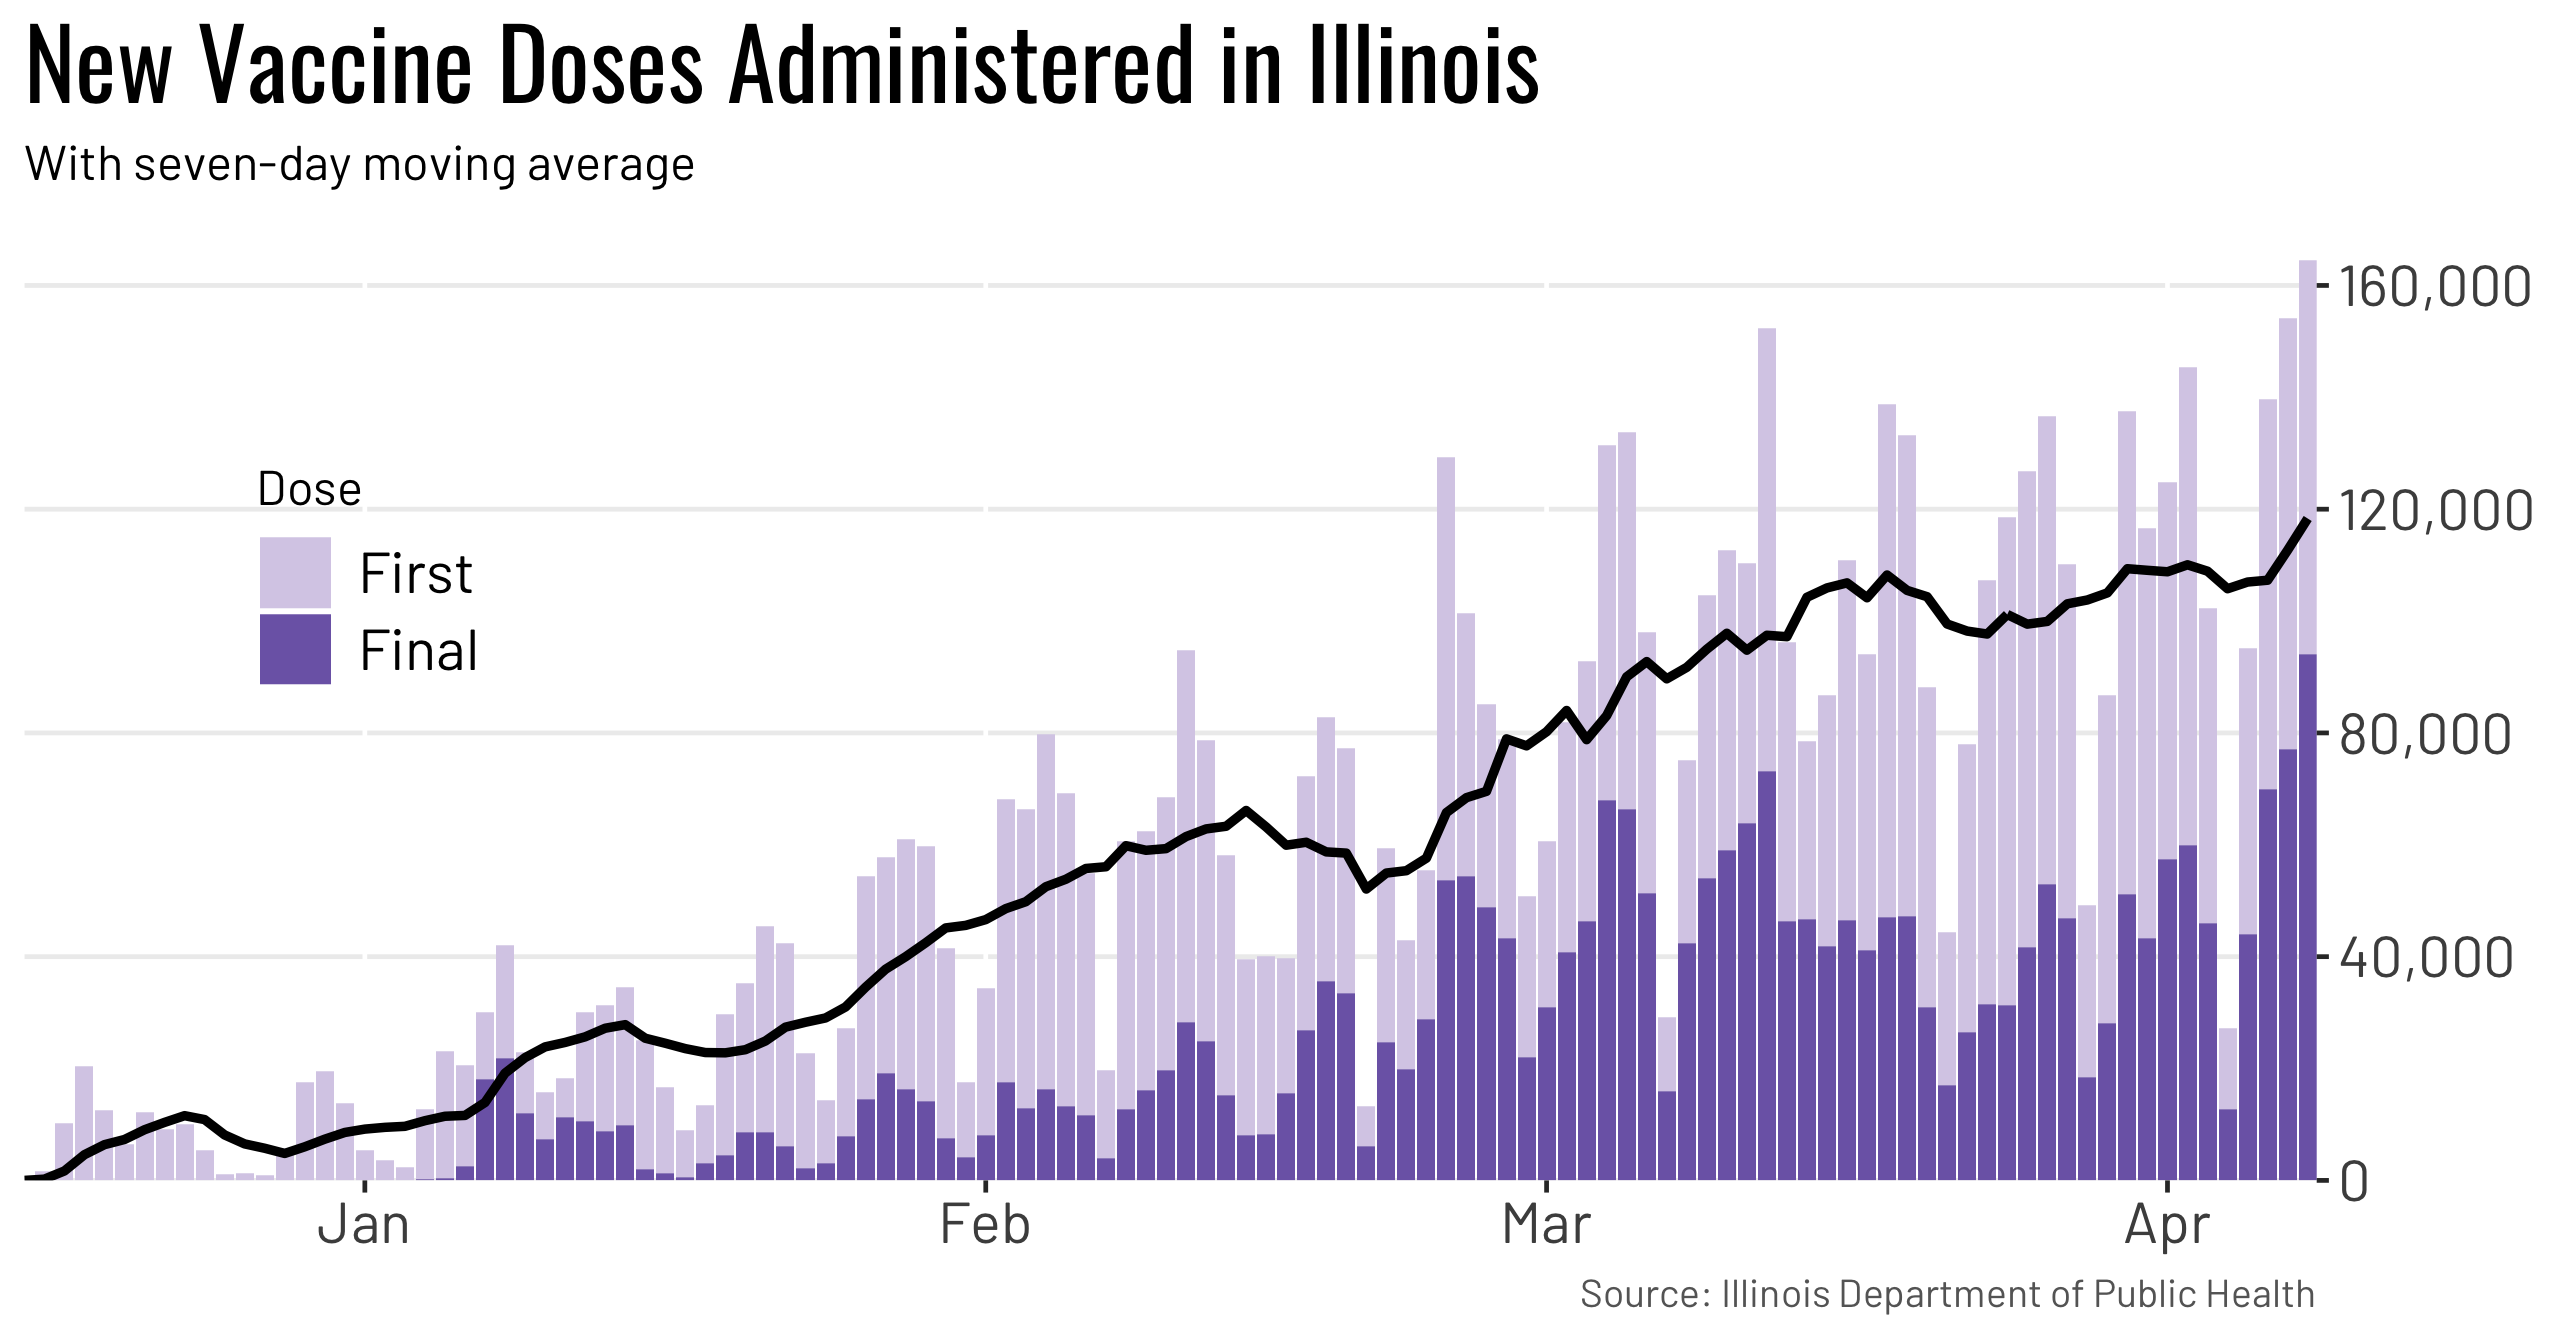 New Vaccine Doses Administered in Illinois
With seven-day moving average
160,000
Dose
120,000
First
Final
80,000
40,000
0
Jan Feb Mar Apr
Source: Illinois Department of Public Health